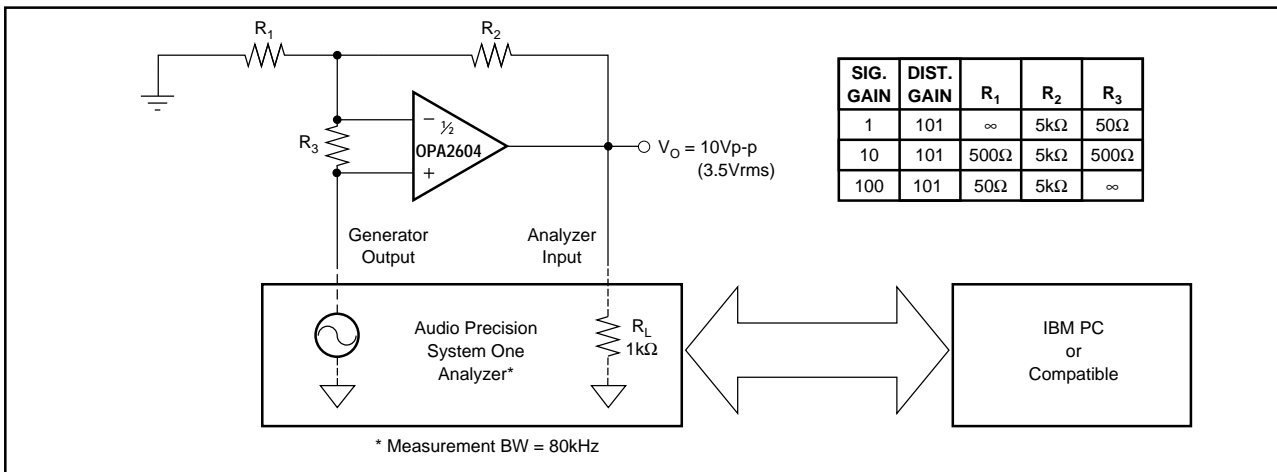 R1
R2
R3
−
½
OPA2604
+
VO = 10Vp-p
(3.5Vrms)
Generator
Output
Analyzer
Input
SIG.
GAIN
DIST.
GAIN
R1
R2
R3
1 101 ∞ 5kΩ 50Ω
10 101 500Ω 5kΩ 500Ω
100 101 50Ω 5kΩ ∞
Audio Precision
System One
Analyzer*
RL
1kΩ
IBM PC
or
Compatible
* Measurement BW = 80kHz